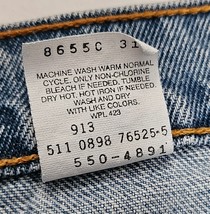 8655C 31
MACHINE WASH WARM NORMAL
CYCLE, ONLY NON-CHLORINE
BLEACH IF NEEDED. TUMBLE
DRY HOT, HOT IRON IF NEEDED.
WASH AND DRY
WITH LIKE COLORS.
WPL 423
913
511 0898 76525-5
550-4891